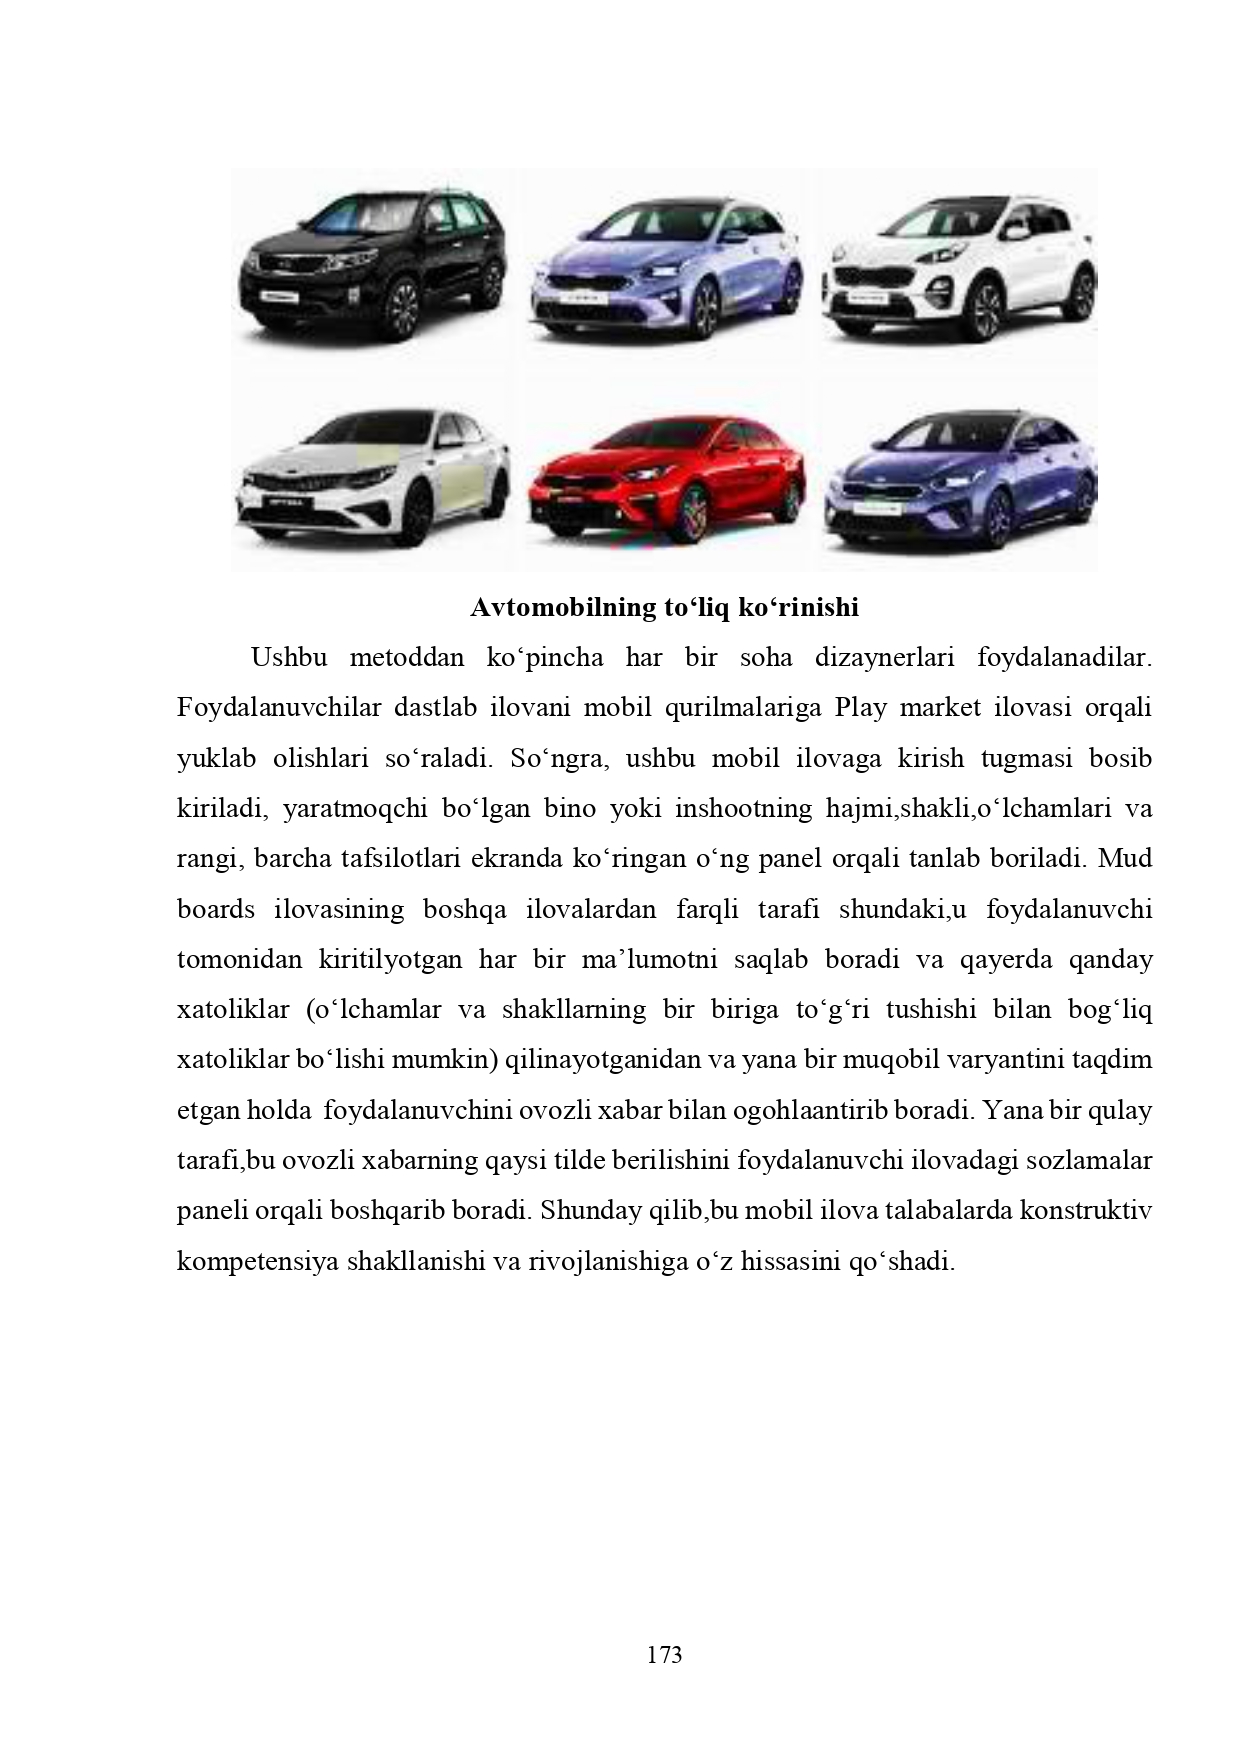 Avtomobilning to‘liq ko‘rinishi
Ushbu metoddan ko‘pincha har bir soha dizaynerlari foydalanadilar.
Foydalanuvchilar dastlab ilovani mobil qurilmalariga Play market ilovasi orqali
yuklab olishlari so‘raladi. So‘ngra, ushbu mobil ilovaga kirish tugmasi bosib
kiriladi, yaratmoqchi bo‘lgan bino yoki inshootning hajmi,shakli,o‘lchamlari va
rangi, barcha tafsilotlari ekranda ko‘ringan o‘ng panel orqali tanlab boriladi. Mud
boards ilovasining boshqa ilovalardan farqli tarafi shundaki,u foydalanuvchi
tomonidan kiritilyotgan har bir ma’lumotni saqlab boradi va qayerda qanday
xatoliklar (o‘lchamlar va shakllarning bir biriga to‘g‘ri tushishi bilan bog‘liq
xatoliklar bo‘lishi mumkin) qilinayotganidan va yana bir muqobil varyantini taqdim
etgan holda  foydalanuvchini ovozli xabar bilan ogohlaantirib boradi. Yana bir qulay
tarafi,bu ovozli xabarning qaysi tilde berilishini foydalanuvchi ilovadagi sozlamalar
paneli orqali boshqarib boradi. Shunday qilib,bu mobil ilova talabalarda konstruktiv
kompetensiya shakllanishi va rivojlanishiga o‘z hissasini qo‘shadi.
173